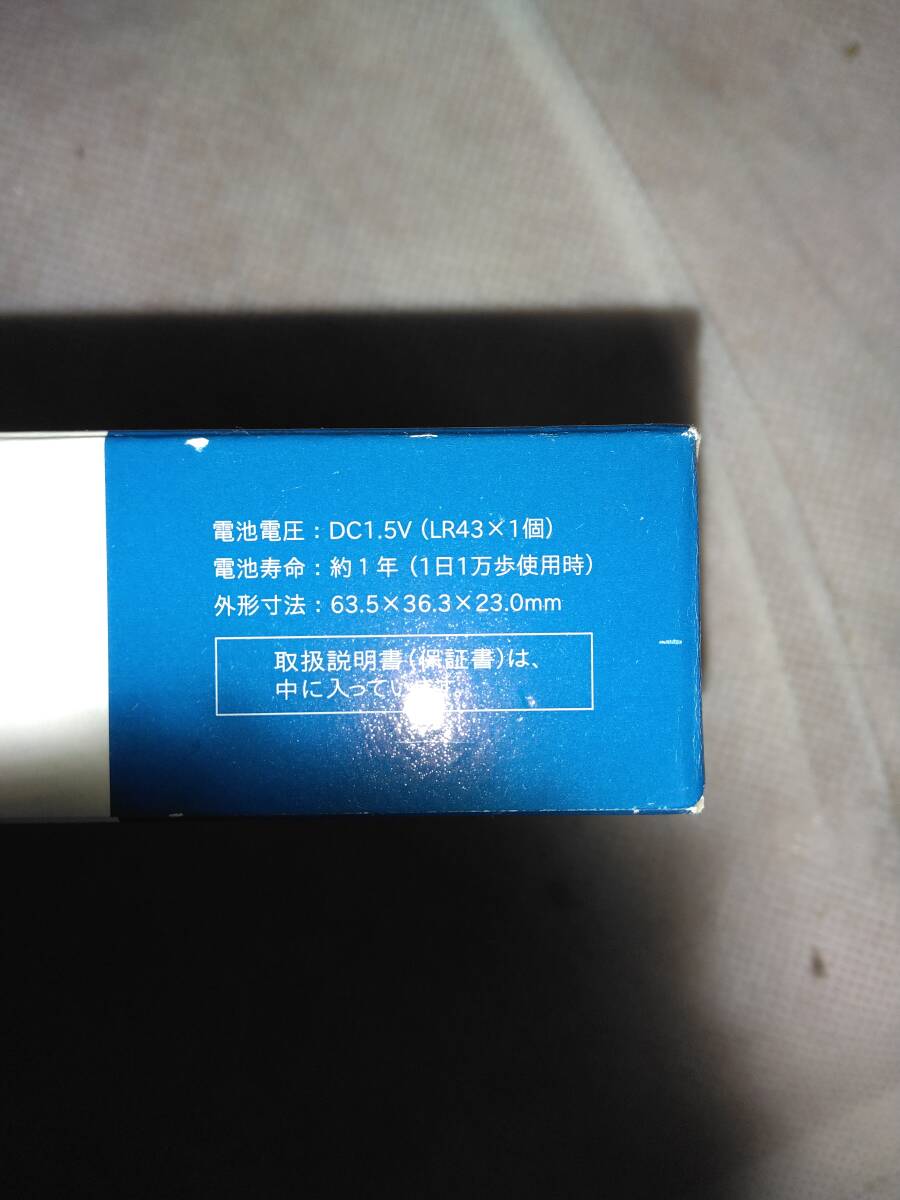 電池電圧：DC1.5V（LR43×1個）
電池寿命：約1年（1日1万歩使用時）
外形寸法：63.5×36.3×23.0mm
取扱説明書（保証書）は、
中に入ってい